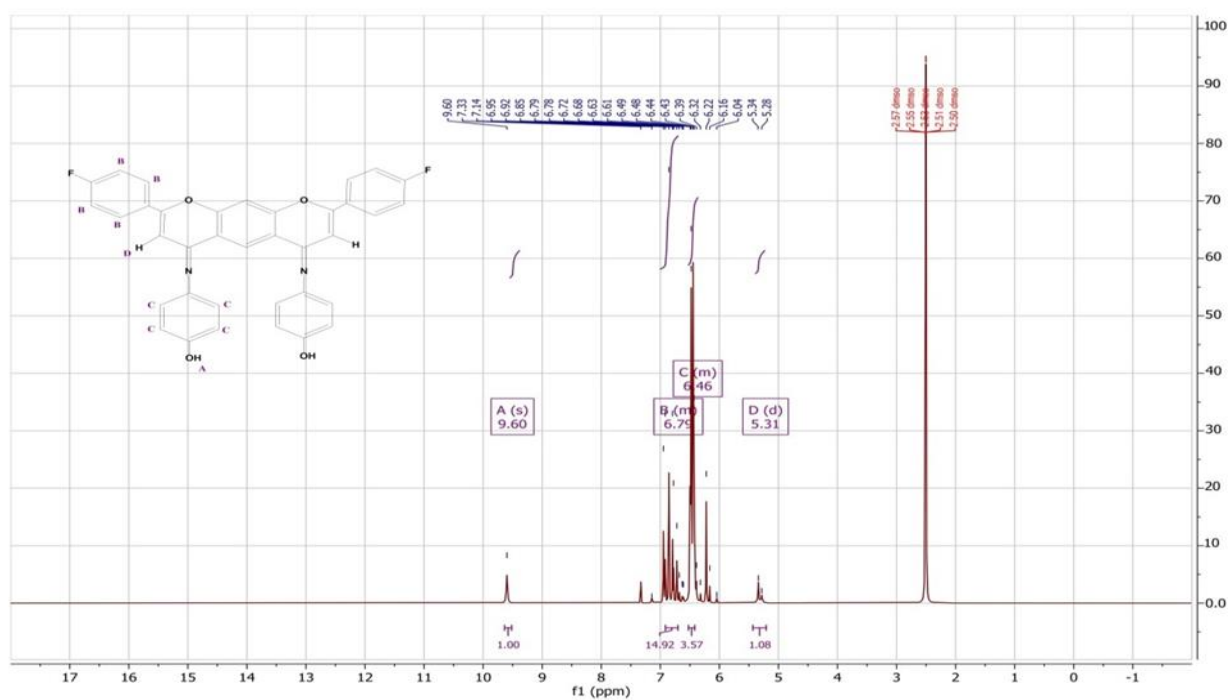 9.60
7.33
7.14
6.95
6.92
6.85
6.79
6.78
6.72
6.68
6.63
6.61
6.49
6.48
6.44
6.43
6.39
6.32
6.22
6.16
6.04
5.34
5.28
2.57 dmso
2.55 dmso
2.51 dmso
2.50 dmso
F
B
B
B
B
O
O
F
H
D
H
N
N
C
C
C
C
OH
A
OH
A (s)
9.60
B (m)
6.79
C (m)
6.46
D (d)
5.31
1.00
14.92
3.57
1.08
100
90
80
70
60
50
40
30
20
10
0.0
17 16 15 14 13 12 11 10 9 8 7 6 5 4 3 2 1 0 -1
f1 (ppm)